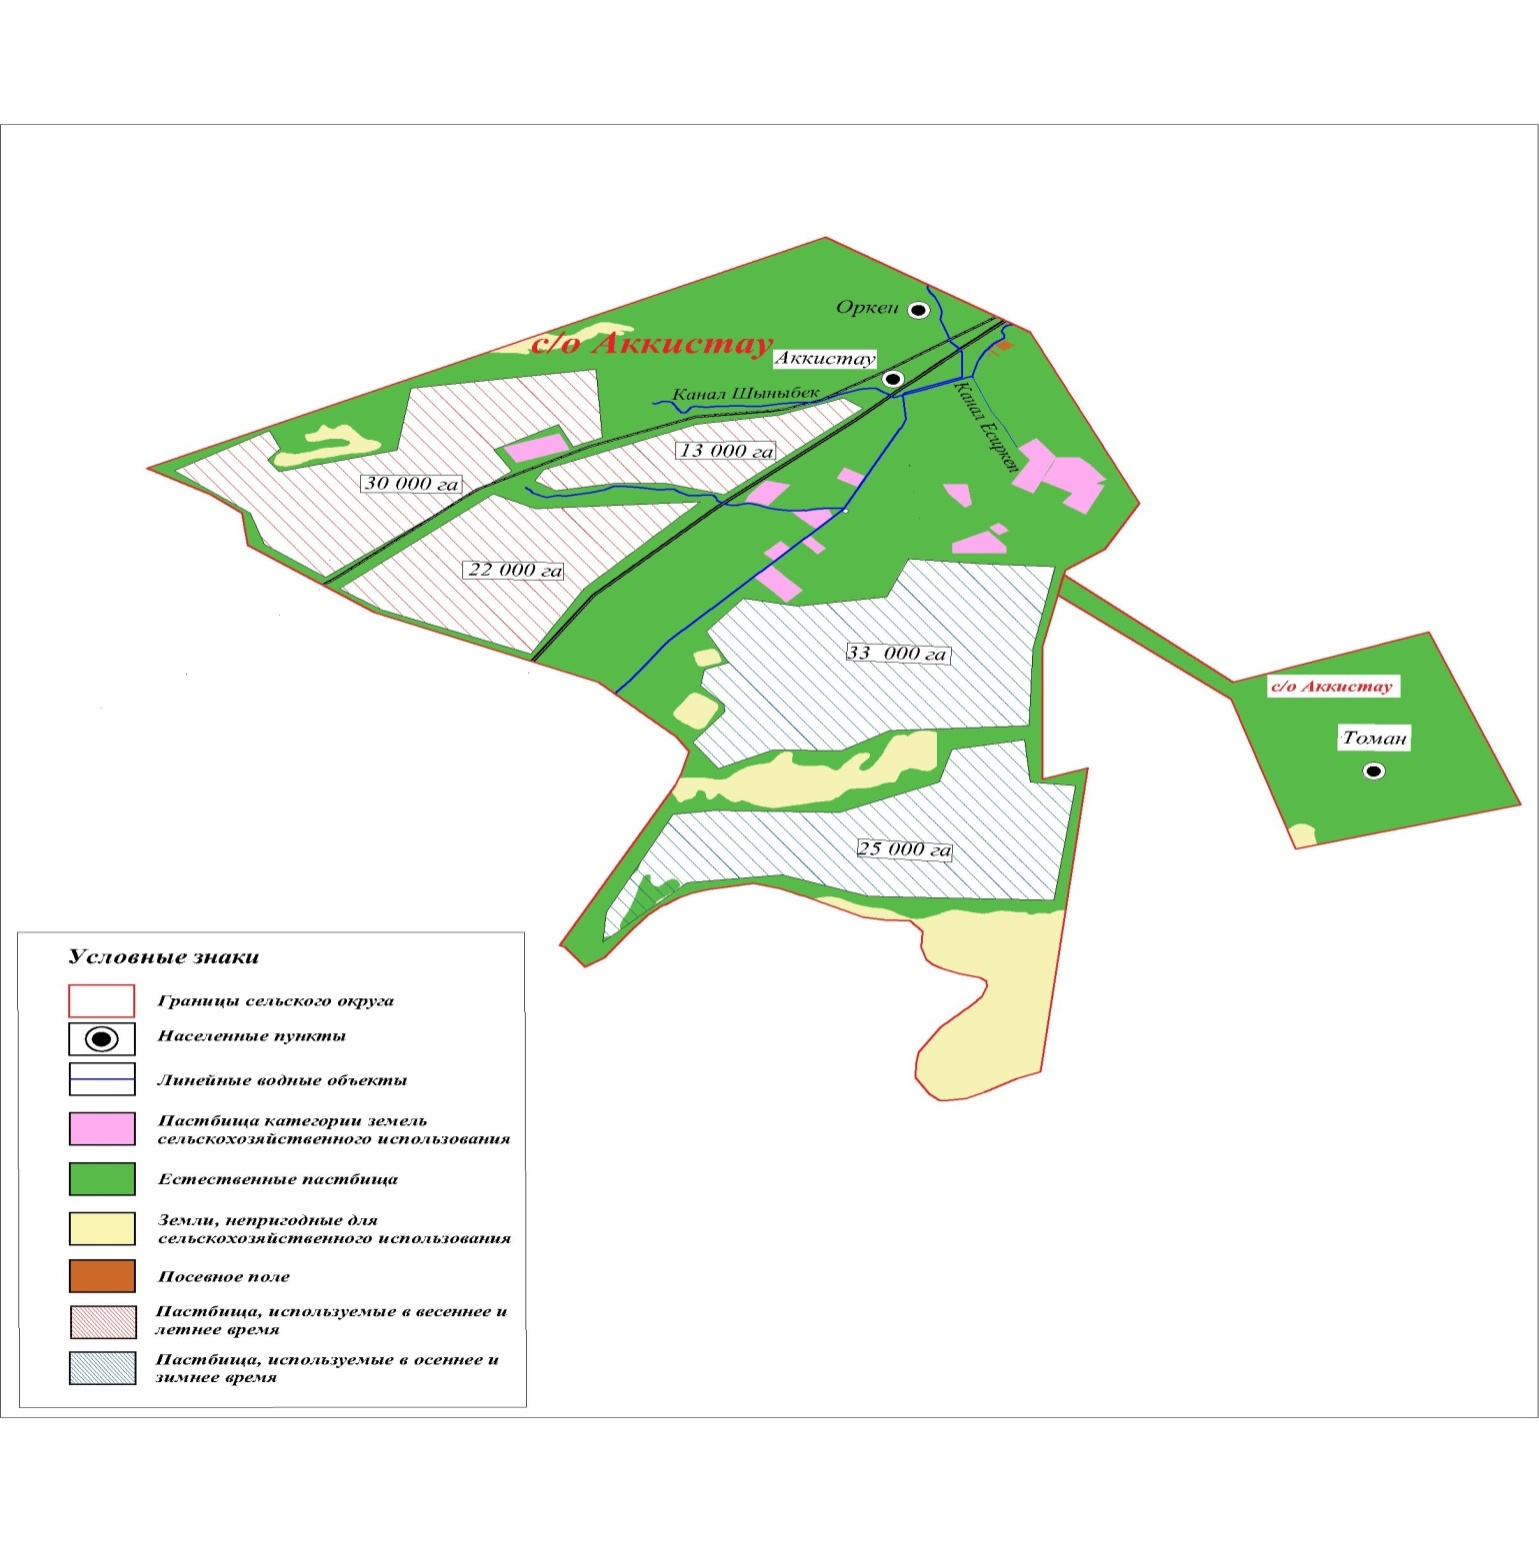 Оркен
с/о Аккистау
Аккистау
Канал Шыныбек
Канал Есиркеп
13 000 га
30 000 га
22 000 га
33 000 га
с/о Аккистау
Томан
25 000 га
Условные знаки
Границы сельского округа
Населенные пункты
Линейные водные объекты
Пастбища категории земель
сельскохозяйственного использования
Естественные пастбища
Земли, непригодные для
сельскохозяйственного использования
Посевное поле
Пастбища, используемые в весеннее и
летнее время
Пастбища, используемые в осеннее и
зимнее время